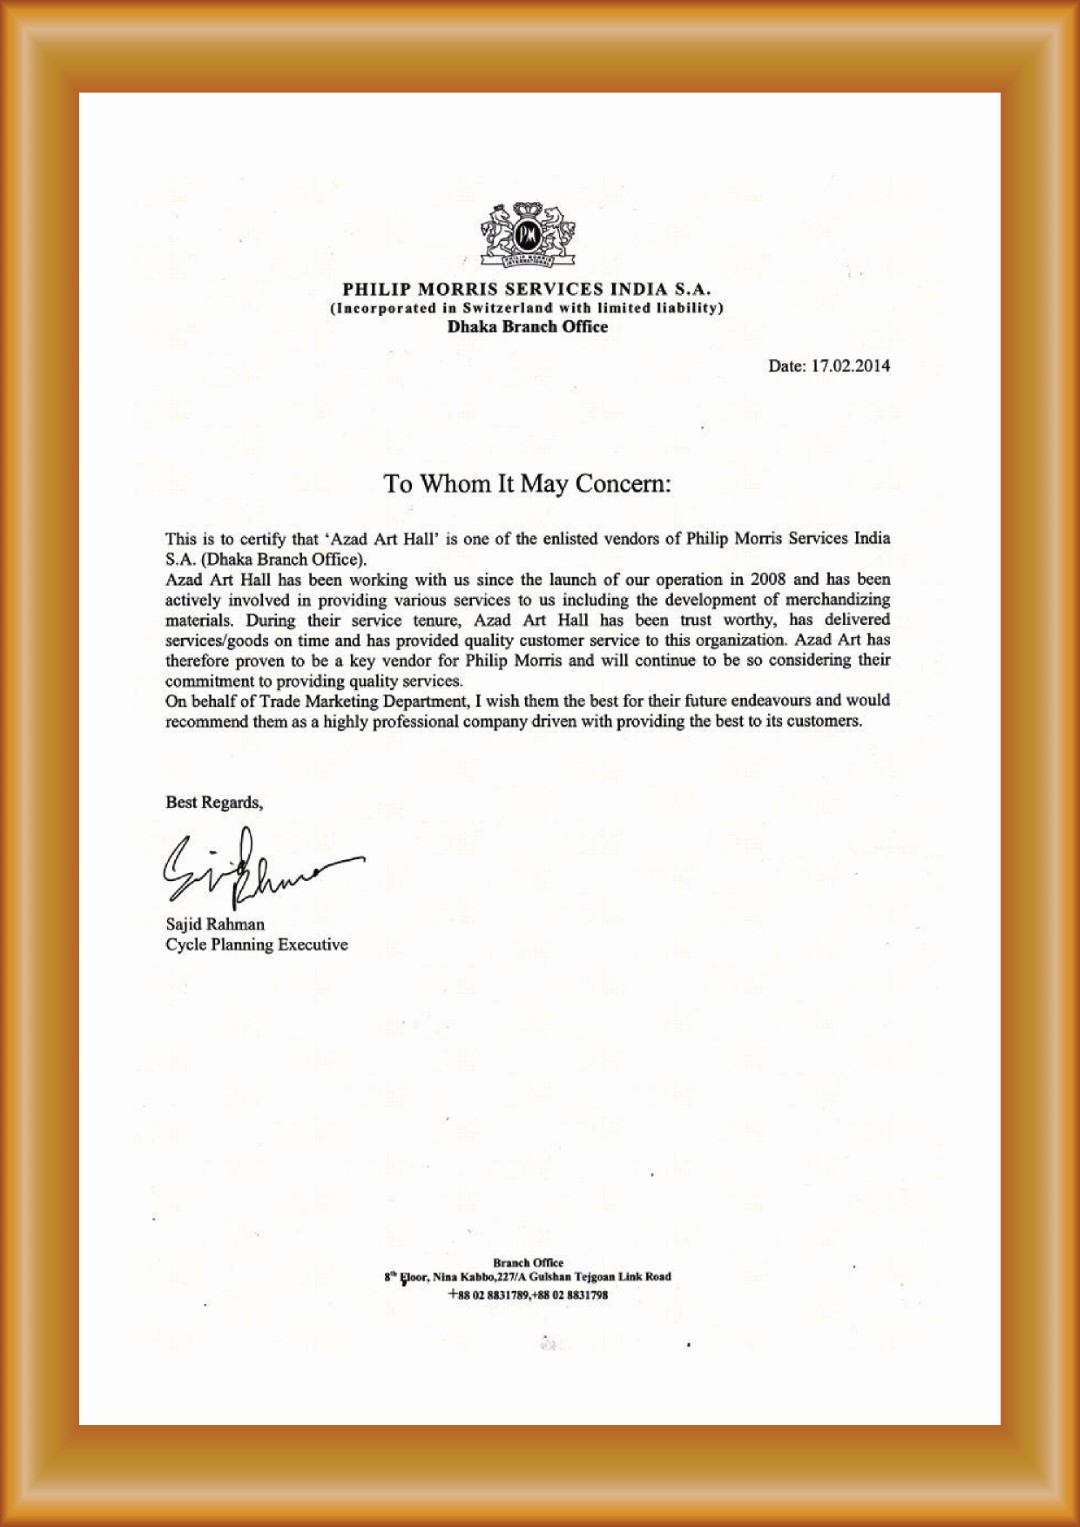 PM
PHILIP MORRIS
INTERNATIONAL
PHILIP MORRIS SERVICES INDIA S.A.
(Incorporated in Switzerland with limited liability)
Dhaka Branch Office
Date: 17.02.2014
To Whom It May Concern:
This is to certify that ‘Azad Art Hall’ is one of the enlisted vendors of Philip Morris Services India
S.A. (Dhaka Branch Office).
Azad Art Hall has been working with us since the launch of our operation in 2008 and has been
actively involved in providing various services to us including the development of merchandizing
materials. During their service tenure, Azad Art Hall has been trust worthy, has delivered
services/goods on time and has provided quality customer service to this organization. Azad Art has
therefore proven to be a key vendor for Philip Morris and will continue to be so considering their
commitment to providing quality services.
On behalf of Trade Marketing Department, I wish them the best for their future endeavours and would
recommend them as a highly professional company driven with providing the best to its customers.
Best Regards,
Sajid Rahman
Sajid Rahman
Cycle Planning Executive
Branch Office
8th Floor, Nina Kabbo,227/A Gulshan Tejgoan Link Road
+88 02 8831789,+88 02 8831798